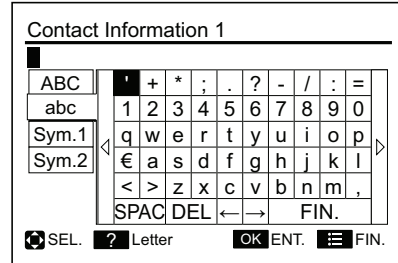 Contact Information 1
ABC ' + * ; . ? - / : =
abc 1 2 3 4 5 6 7 8 9 0
Sym.1 q w e r t y u i o p
Sym.2 € a s d f g h j k l
< > z x c v b n m ,
SPAC DEL ← → FIN.
SEL. ? Letter OK ENT. FIN.